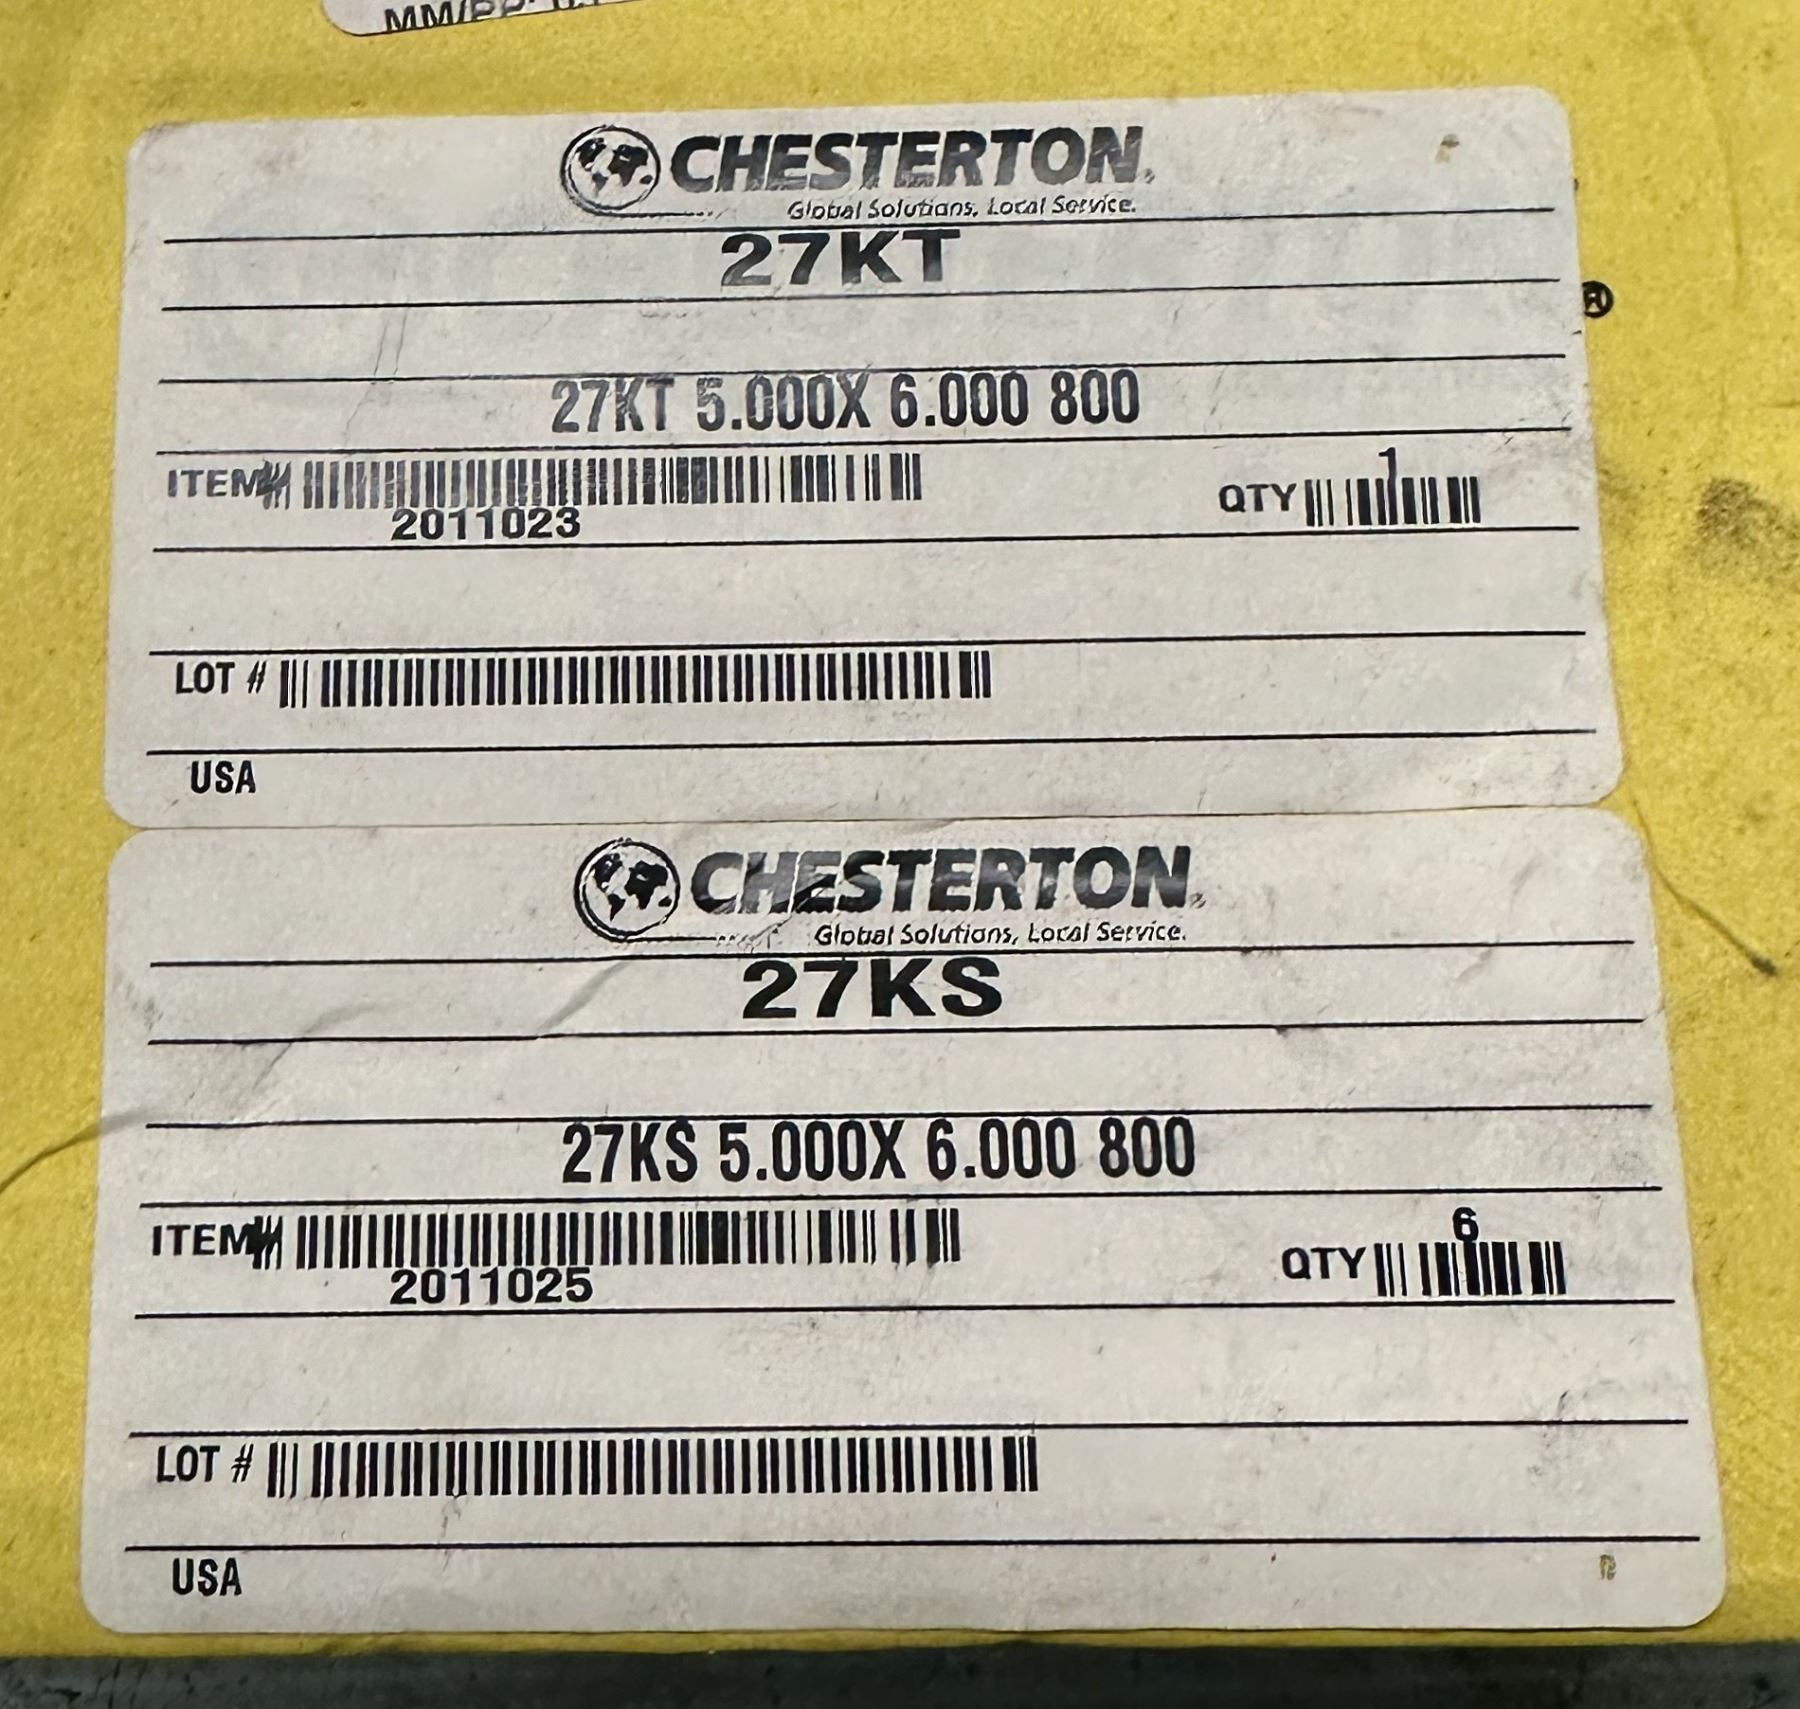 CHESTERTON
Global Solutions, Local Service.
27KT
®
27KT 5.000X 6.000 800
ITEM#
2011023
QTY 1
LOT #
USA
CHESTERTON
Global Solutions, Local Service.
27KS
27KS 5.000X 6.000 800
ITEM#
2011025
QTY 6
LOT #
USA